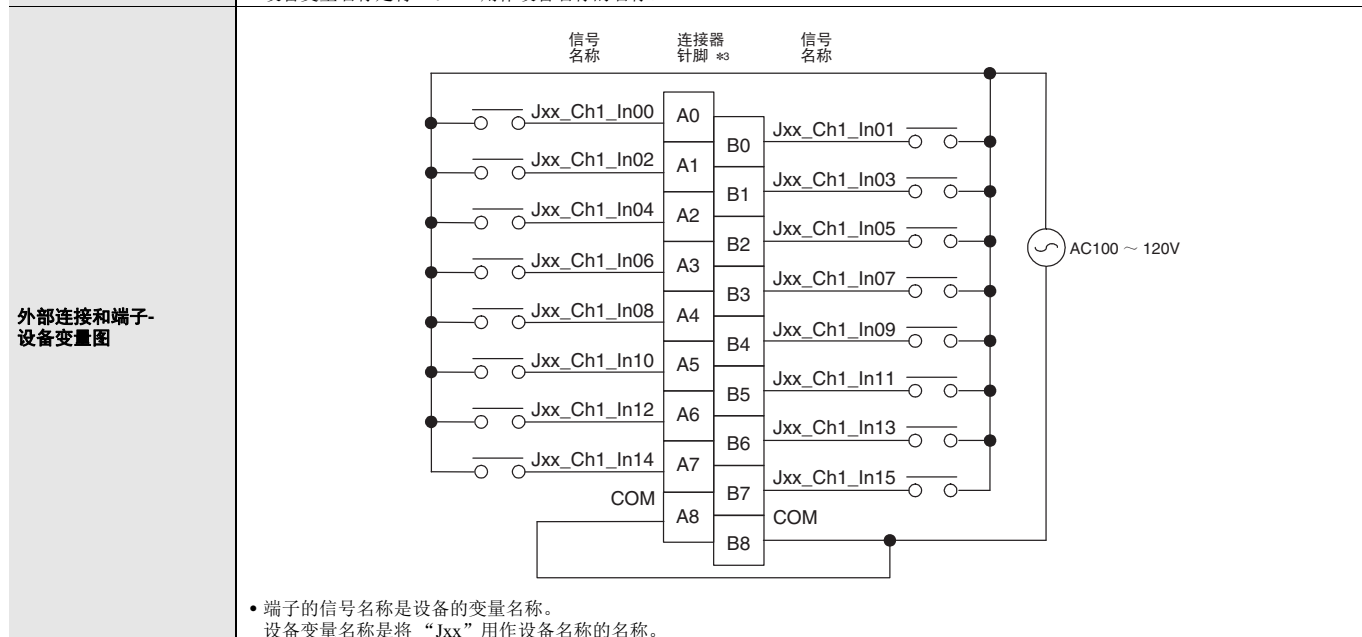 信号
名称
连接器
针脚 *3
信号
名称
Jxx_Ch1_In00
A0
Jxx_Ch1_In01
B0
Jxx_Ch1_In02
A1
Jxx_Ch1_In03
B1
Jxx_Ch1_In04
A2
Jxx_Ch1_In05
B2
AC100 ～ 120V
Jxx_Ch1_In06
A3
Jxx_Ch1_In07
B3
Jxx_Ch1_In08
A4
外部连接和端子-
设备变量图
Jxx_Ch1_In09
B4
Jxx_Ch1_In10
A5
Jxx_Ch1_In11
B5
Jxx_Ch1_In12
A6
Jxx_Ch1_In13
B6
Jxx_Ch1_In14
A7
Jxx_Ch1_In15
B7
COM
A8
COM
B8
• 端子的信号名称是设备的变量名称。
设备变量名称是将 “Jxx”用作设备名称的名称。